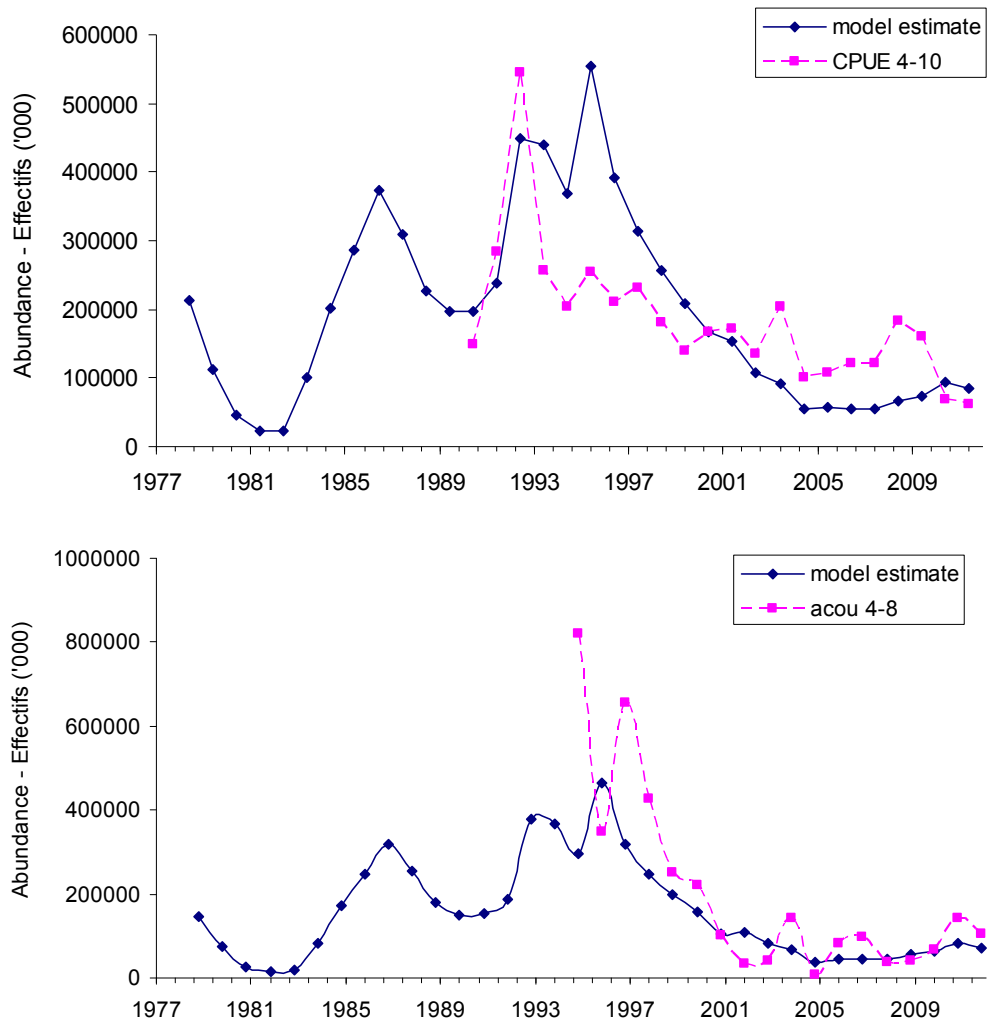 600000
500000
400000
300000
200000
100000
0
Abundance - Effectifs ('000)
model estimate
CPUE 4-10
1977 1981 1985 1989 1993 1997 2001 2005 2009
1000000
800000
600000
400000
200000
0
Abundance - Effectifs ('000)
model estimate
acou 4-8
1977 1981 1985 1989 1993 1997 2001 2005 2009